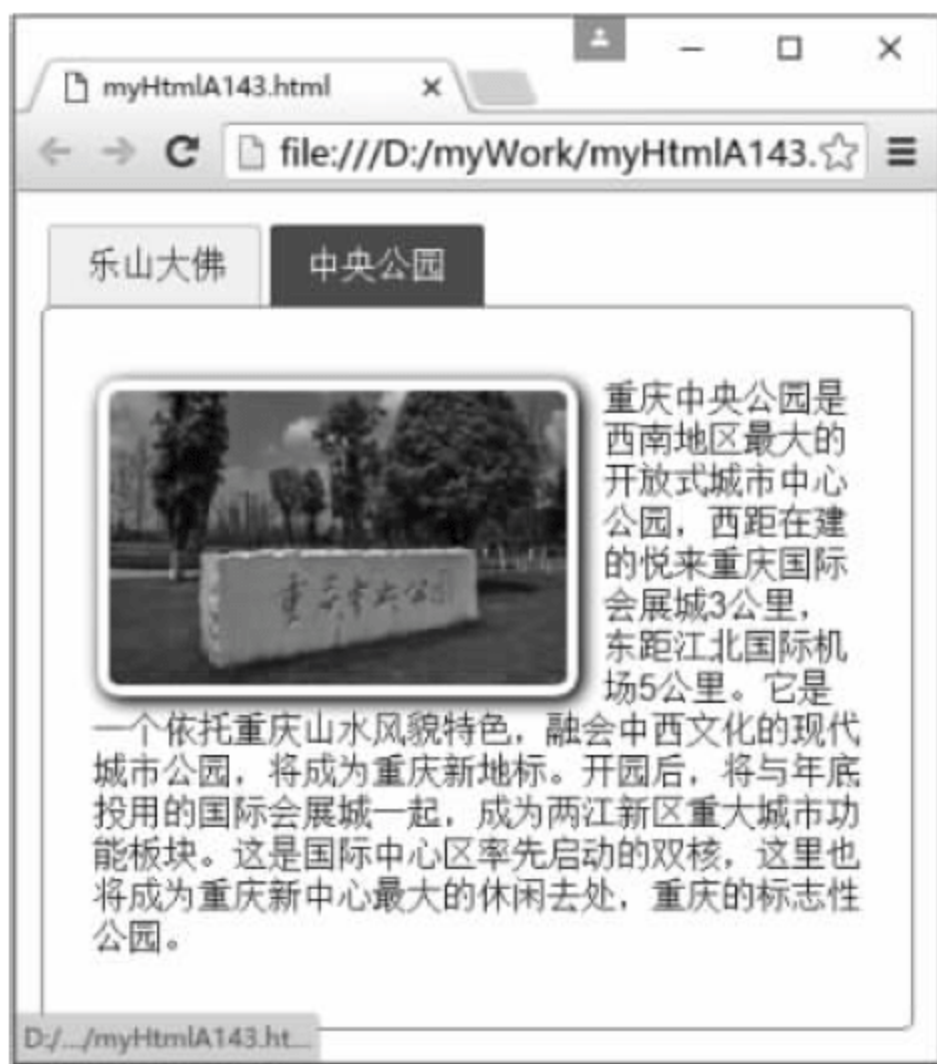 myHtmlA143.html
file:///D:/myWork/myHtmlA143.
乐山大佛
中央公园
重庆中央公园是
西南地区最大的
开放式城市中心
公园，西距在建
的悦来重庆国际
会展城3公里，
东距江北国际机
场5公里。它是
一个依托重庆山水风貌特色，融会中西文化的现代
城市公园，将成为重庆新地标。开园后，将与年底
投用的国际会展城一起，成为两江新区重大城市功
能板块。这是国际中心区率先启动的双核，这里也
将成为重庆新中心最大的休闲去处，重庆的标志性
公园。
重庆中央公园
D:/.../myHtmlA143.ht...